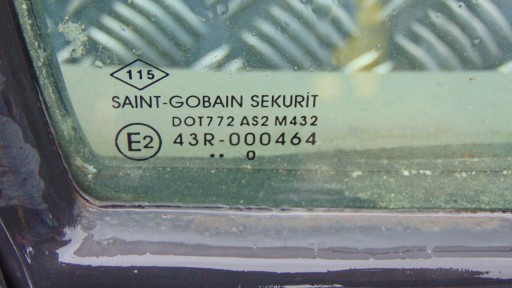 115
SAINT-GOBAIN SEKURIT
DOT772 AS2 M432
E2 43R-000464
.. 0